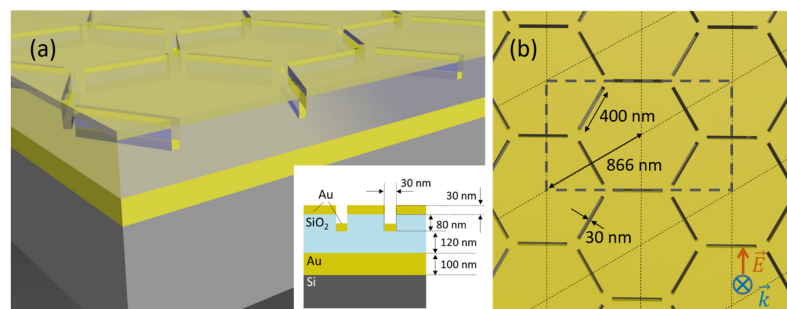 (a)
Au
SiO2
Au
Si
30 nm
30 nm
80 nm
120 nm
100 nm
(b)
400 nm
866 nm
30 nm
E
k